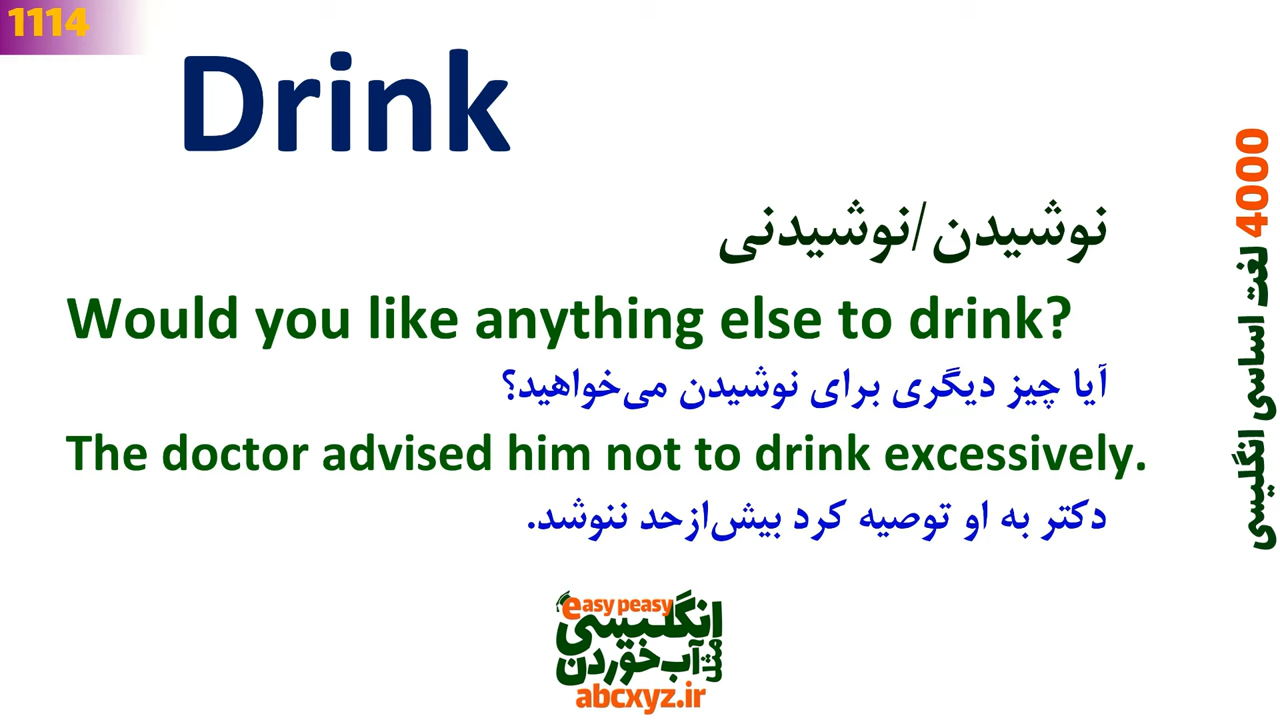 1114
Drink
نوشیدن/نوشیدنی
Would you like anything else to drink?
آیا چیز دیگری برای نوشیدن می‌خواهید؟
The doctor advised him not to drink excessively.
دکتر به او توصیه کرد بیش‌ازحد ننوشد.
4000 لغت اساسی انگلیسی
easy peasy
انگلیسی
مثل آب خوردن
abcxyz.ir